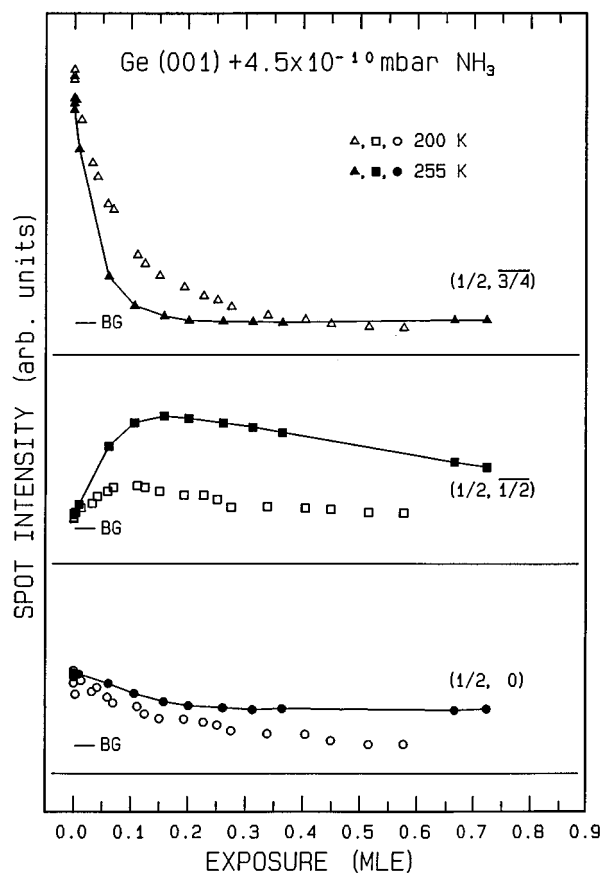 Ge (001) + 4.5x10⁻¹⁰ mbar NH₃
△, □, ○ 200 K
▲, ■, ● 255 K
(1/2, 3̅/̅4̅)
BG
(1/2, 1̅/̅2̅)
BG
(1/2, 0)
BG
SPOT INTENSITY (arb. units)
0.0 0.1 0.2 0.3 0.4 0.5 0.6 0.7 0.8 0.9
EXPOSURE (MLE)